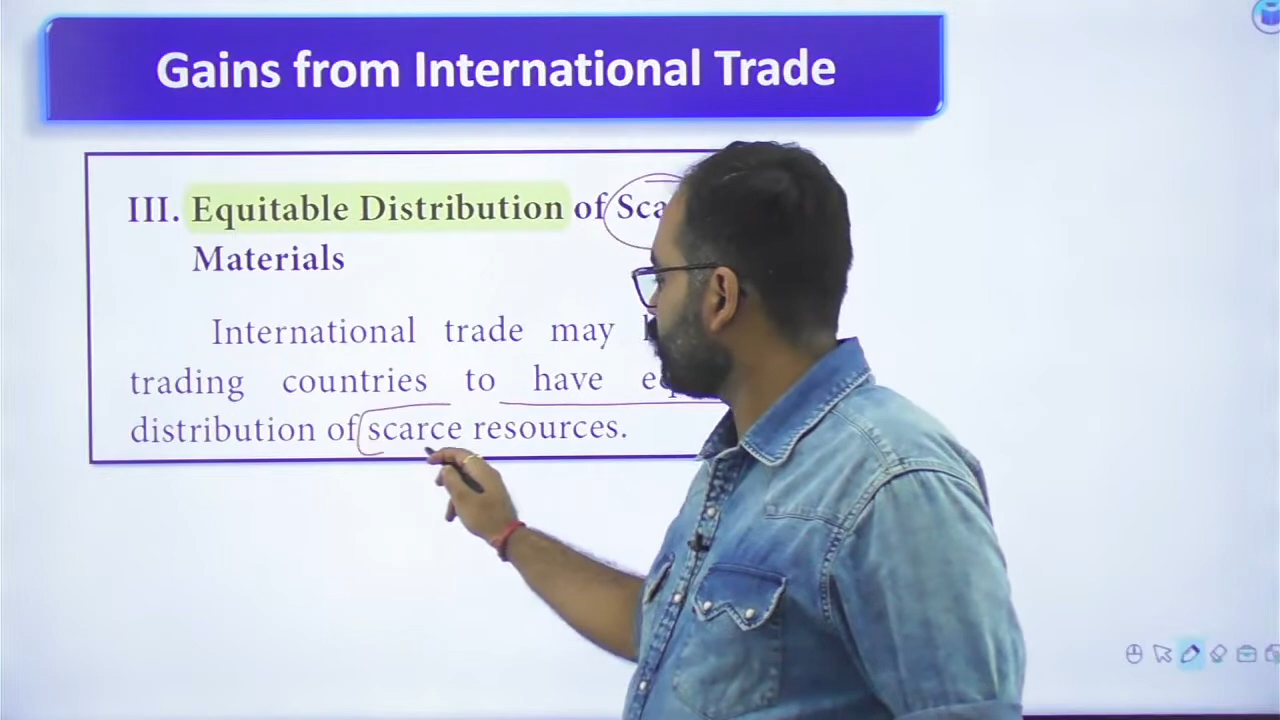 Gains from International Trade
III. Equitable Distribution of
Materials
International trade may
trading countries to have
distribution of scarce resources.